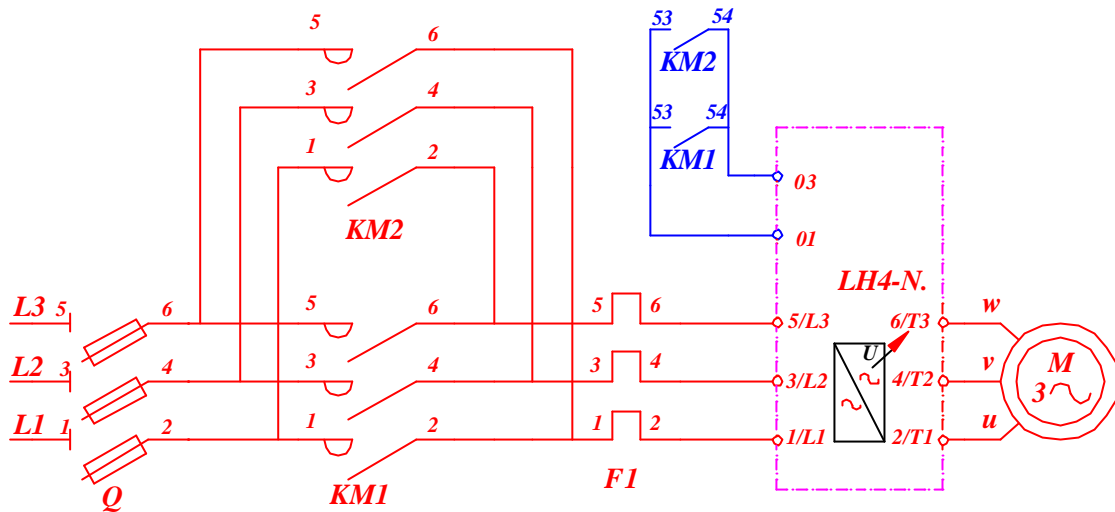 5 6 53 54
KM2
3 4 53 54
KM1
1 2
03
KM2
01
LH4-N.
L3 5 6 5 6 5 6 5/L3 6/T3 w
U
L2 3 4 3 4 3 4 3/L2 4/T2 v M
3
L1 1 2 1 2 1 2 1/L1 2/T1 u
Q KM1 F1